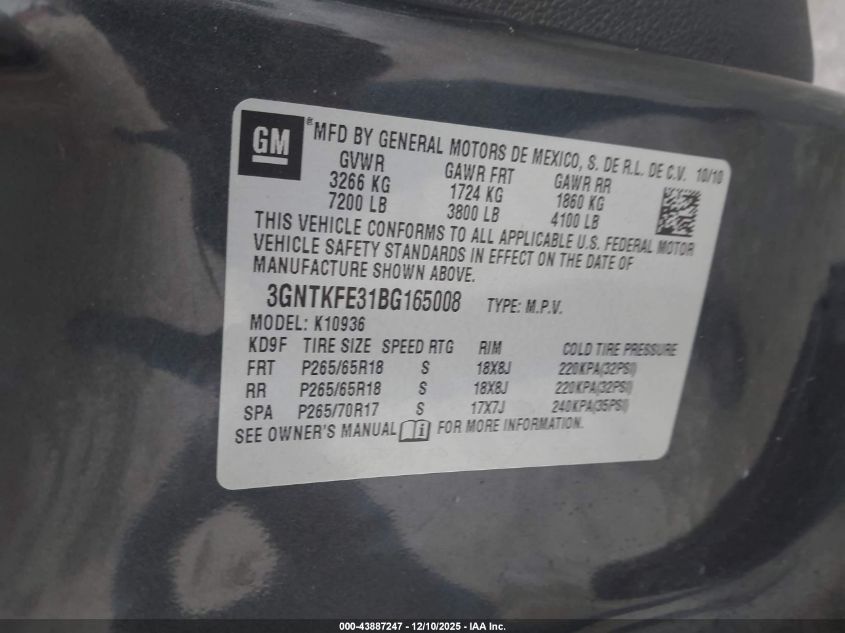 GM ® MFD BY GENERAL MOTORS DE MEXICO, S. DE R.L. DE C.V. 10/10
GVWR GAWR FRT GAWR RR
3266 KG 1724 KG 1860 KG
7200 LB 3800 LB 4100 LB
THIS VEHICLE CONFORMS TO ALL APPLICABLE U.S. FEDERAL MOTOR
VEHICLE SAFETY STANDARDS IN EFFECT ON THE DATE OF
MANUFACTURE SHOWN ABOVE.
3GNTKFE31BG165008 TYPE: M.P.V.
MODEL: K10936
KD9F TIRE SIZE SPEED RTG RIM COLD TIRE PRESSURE
FRT P265/65R18 S 18X8J 220KPA(32PSI)
RR P265/65R18 S 18X8J 220KPA(32PSI)
SPA P265/70R17 S 17X7J 240KPA(35PSI)
SEE OWNER'S MANUAL FOR MORE INFORMATION.
000-43887247 - 12/10/2025 - IAA Inc.